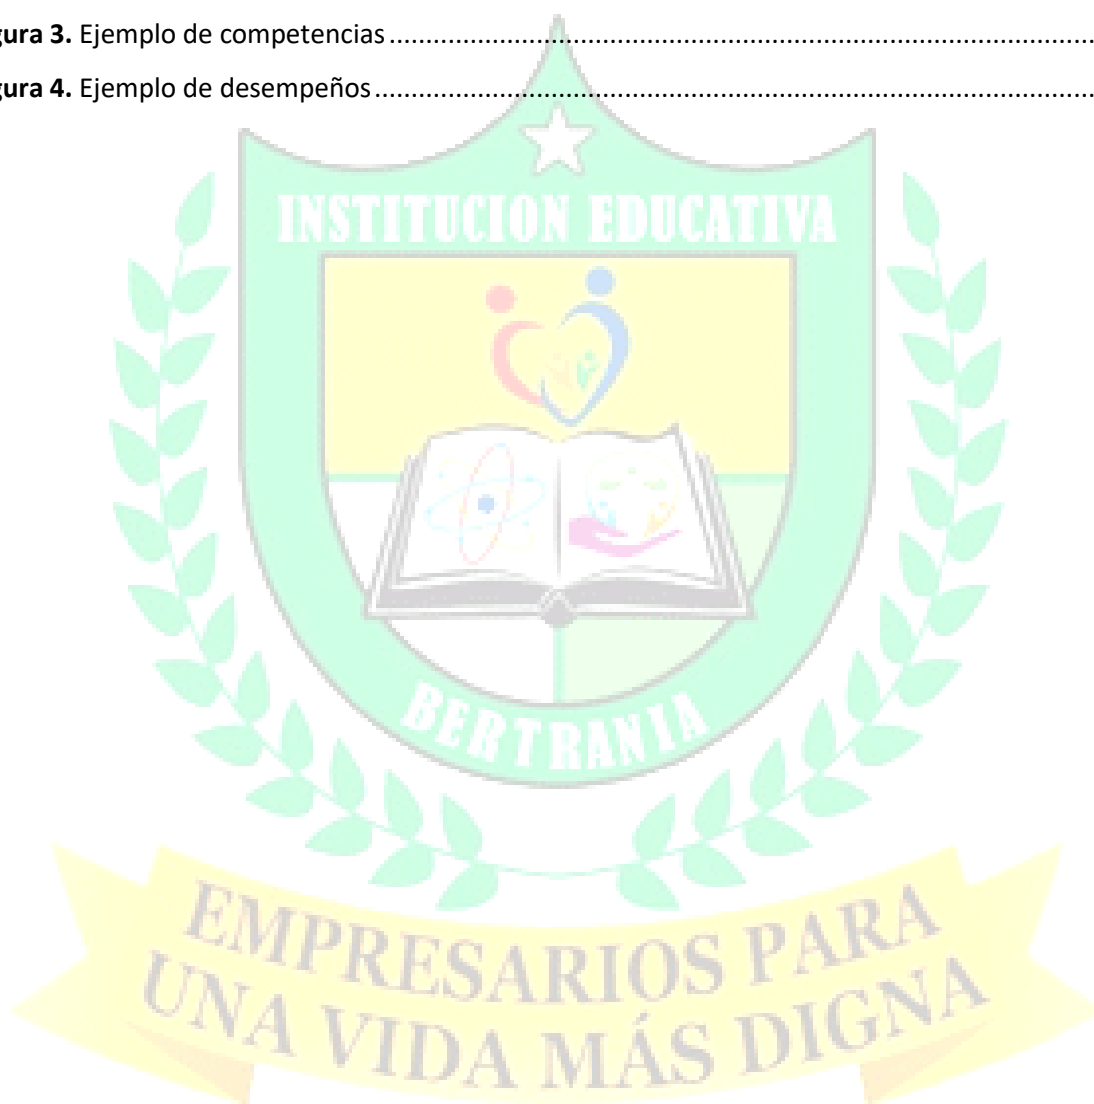 gura 3. Ejemplo de competencias........................................................................................................
gura 4. Ejemplo de desempeños........................................................................................................
INSTITUCION EDUCATIVA
BERTRANIA
EMPRESARIOS PARA
UNA VIDA MÁS DIGNA